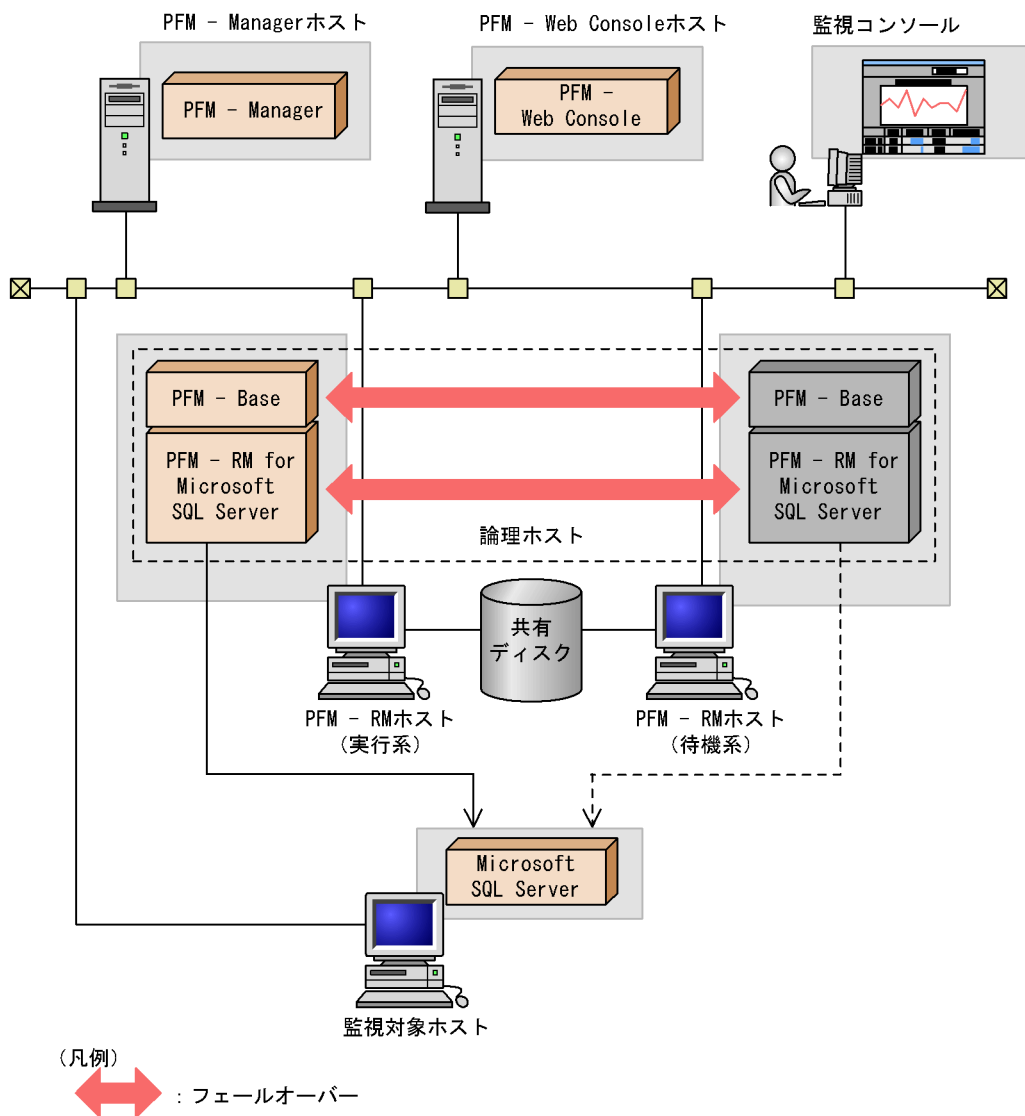 PFM - Managerホスト
PFM - Web Consoleホスト
監視コンソール
PFM - Manager
PFM -
Web Console
PFM - Base
PFM - Base
PFM - RM for
Microsoft
SQL Server
PFM - RM for
Microsoft
SQL Server
論理ホスト
共有
ディスク
PFM - RMホスト
(実行系)
PFM - RMホスト
(待機系)
Microsoft
SQL Server
監視対象ホスト
(凡例)
：フェールオーバー